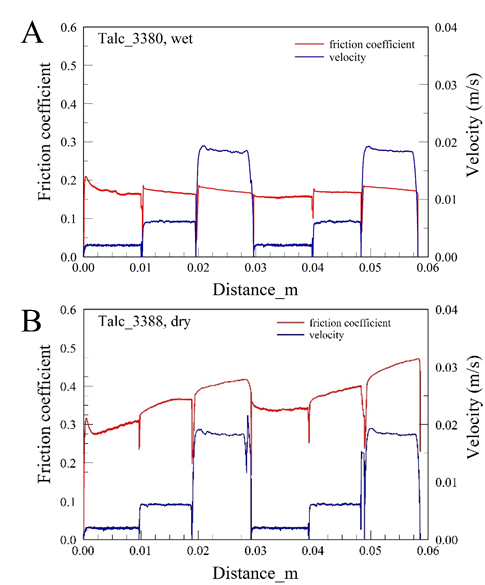 A
Talc_3380, wet
friction coefficient
velocity
Friction coefficient
0.6
0.5
0.4
0.3
0.2
0.1
0.0
Velocity (m/s)
0.04
0.03
0.02
0.01
0.00
0.00 0.01 0.02 0.03 0.04 0.05 0.06
Distance_m
B
Talc_3388, dry
friction coefficient
velocity
Friction coefficient
0.6
0.5
0.4
0.3
0.2
0.1
0.0
Velocity (m/s)
0.04
0.03
0.02
0.01
0.00
0.00 0.01 0.02 0.03 0.04 0.05 0.06
Distance_m